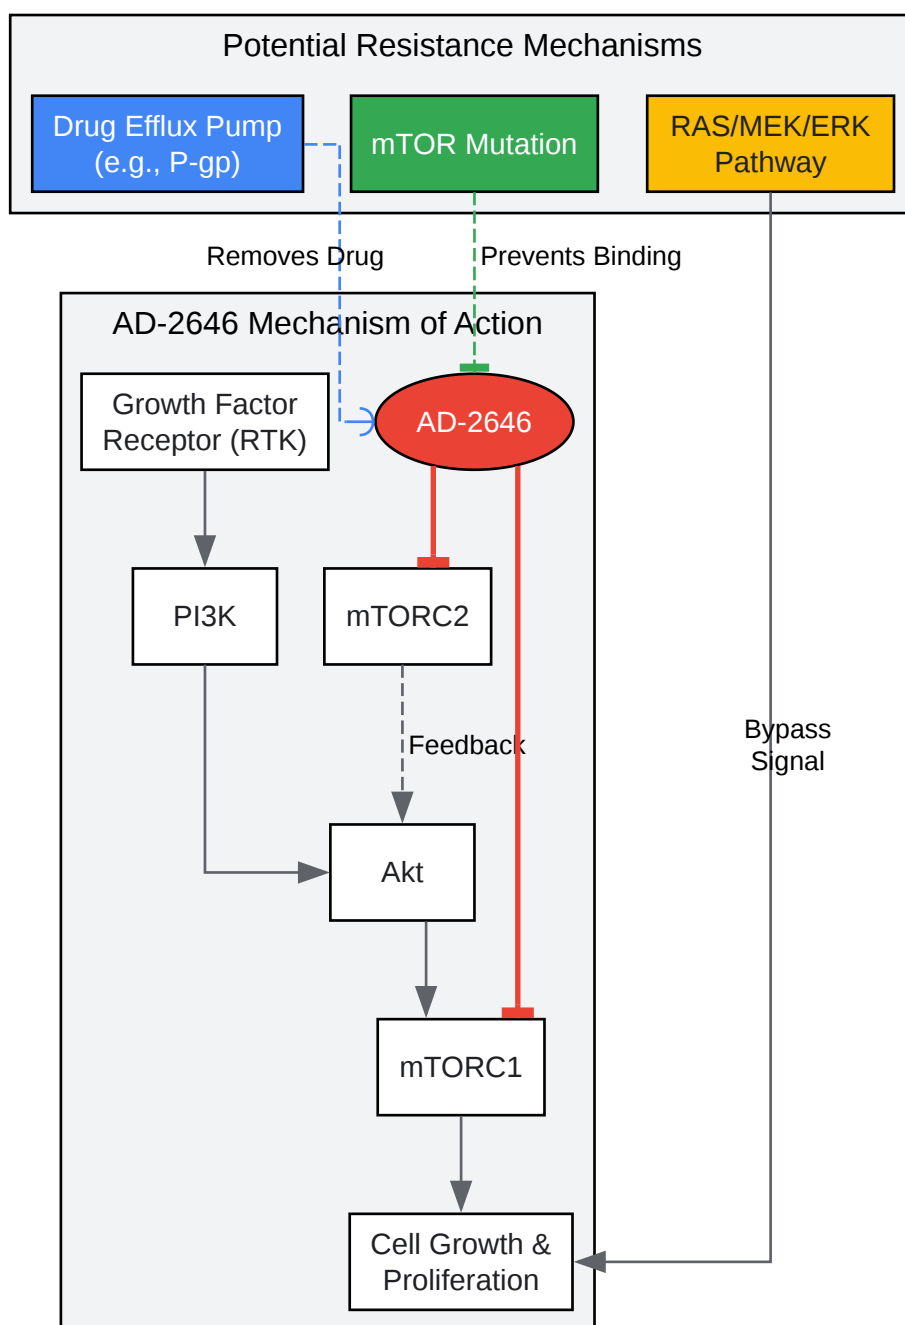 Potential Resistance Mechanisms
Drug Efflux Pump
(e.g., P-gp)
mTOR Mutation
RAS/MEK/ERK
Pathway
Removes Drug
Prevents Binding
AD-2646 Mechanism of Action
Growth Factor
Receptor (RTK)
AD-2646
PI3K
mTORC2
Feedback
Bypass
Signal
Akt
mTORC1
Cell Growth &
Proliferation